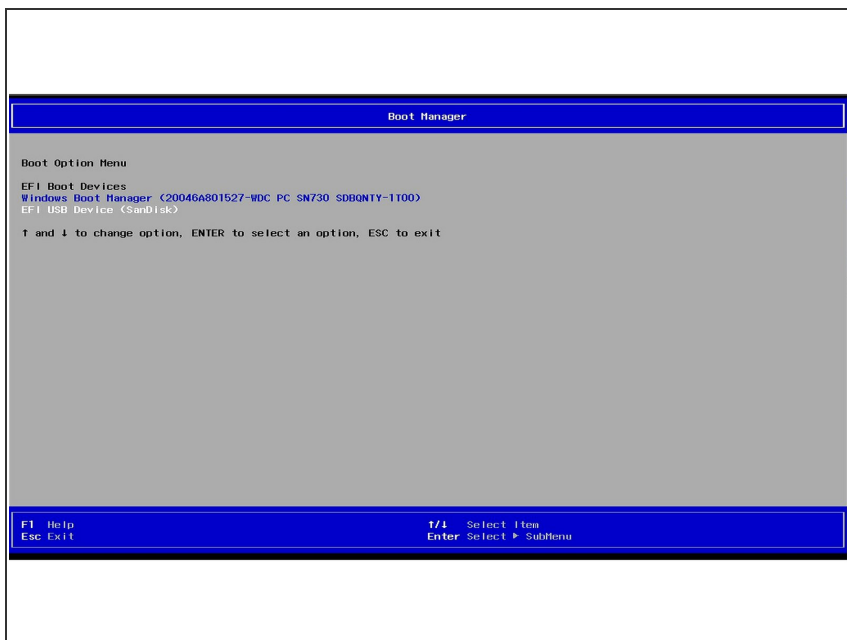 Boot Manager
Boot Option Menu
EFI Boot Devices
Windows Boot Manager (20046A801527-WDC PC SN730 SDBQNTY-1T00)
EFI USB Device (SanDisk)
↑ and ↓ to change option, ENTER to select an option, ESC to exit
F1 Help
Esc Exit
↑/↓ Select Item
Enter Select ▶ SubMenu